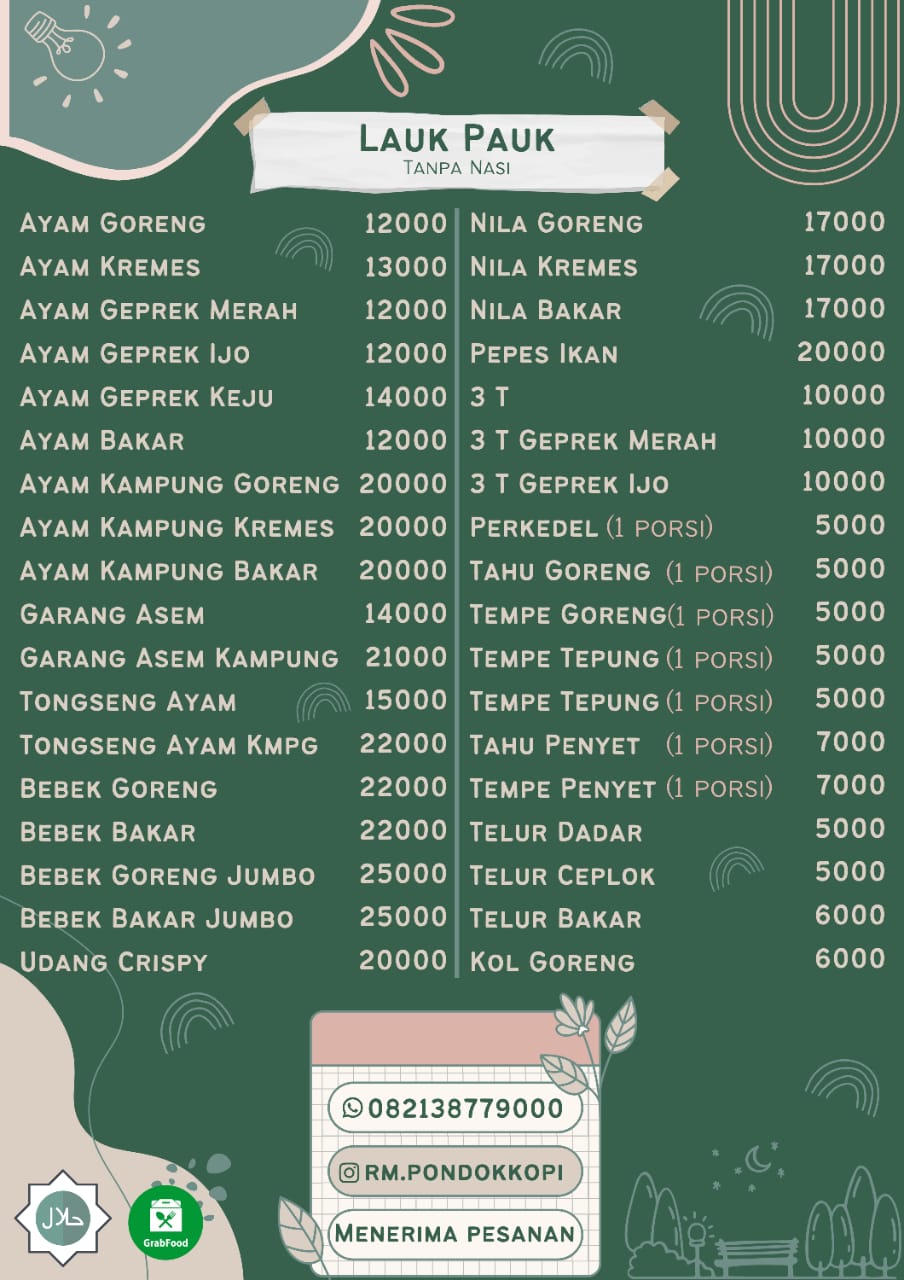 Lauk Pauk
Tanpa Nasi
Ayam Goreng 12000
Ayam Kremes 13000
Ayam Geprek Merah 12000
Ayam Geprek Ijo 12000
Ayam Geprek Keju 14000
Ayam Bakar 12000
Ayam Kampung Goreng 20000
Ayam Kampung Kremes 20000
Ayam Kampung Bakar 20000
Garang Asem 14000
Garang Asem Kampung 21000
Tongseng Ayam 15000
Tongseng Ayam Kmpg 22000
Bebek Goreng 22000
Bebek Bakar 22000
Bebek Goreng Jumbo 25000
Bebek Bakar Jumbo 25000
Udang Crispy 20000
Nila Goreng 17000
Nila Kremes 17000
Nila Bakar 17000
Pepes Ikan 20000
3 T 10000
3 T Geprek Merah 10000
3 T Geprek Ijo 10000
Perkedel (1 porsi) 5000
Tahu Goreng (1 porsi) 5000
Tempe Goreng(1 porsi) 5000
Tempe Tepung (1 porsi) 5000
Tempe Tepung (1 porsi) 5000
Tahu Penyet (1 porsi) 7000
Tempe Penyet (1 porsi) 7000
Telur Dadar 5000
Telur Ceplok 5000
Telur Bakar 6000
Kol Goreng 6000
082138779000
RM.PONDOKKOPI
Menerima pesanan
حلال
GrabFood